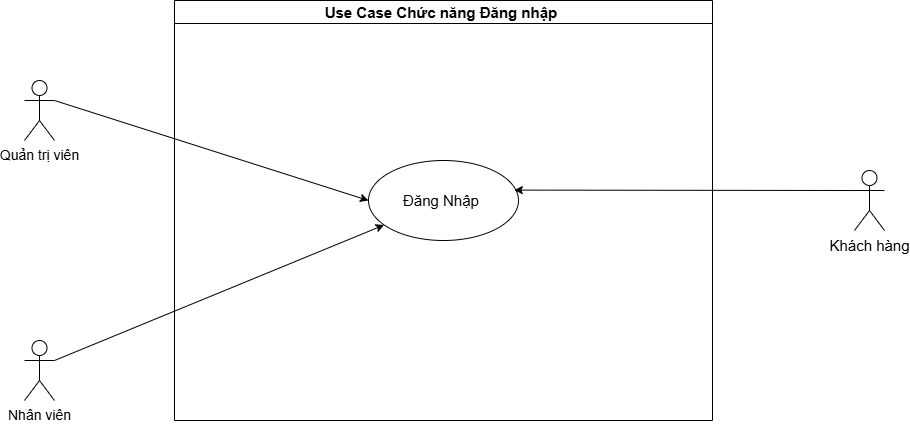 Use Case Chức năng Đăng nhập
Quản trị viên
Đăng Nhập
Khách hàng
Nhân viên